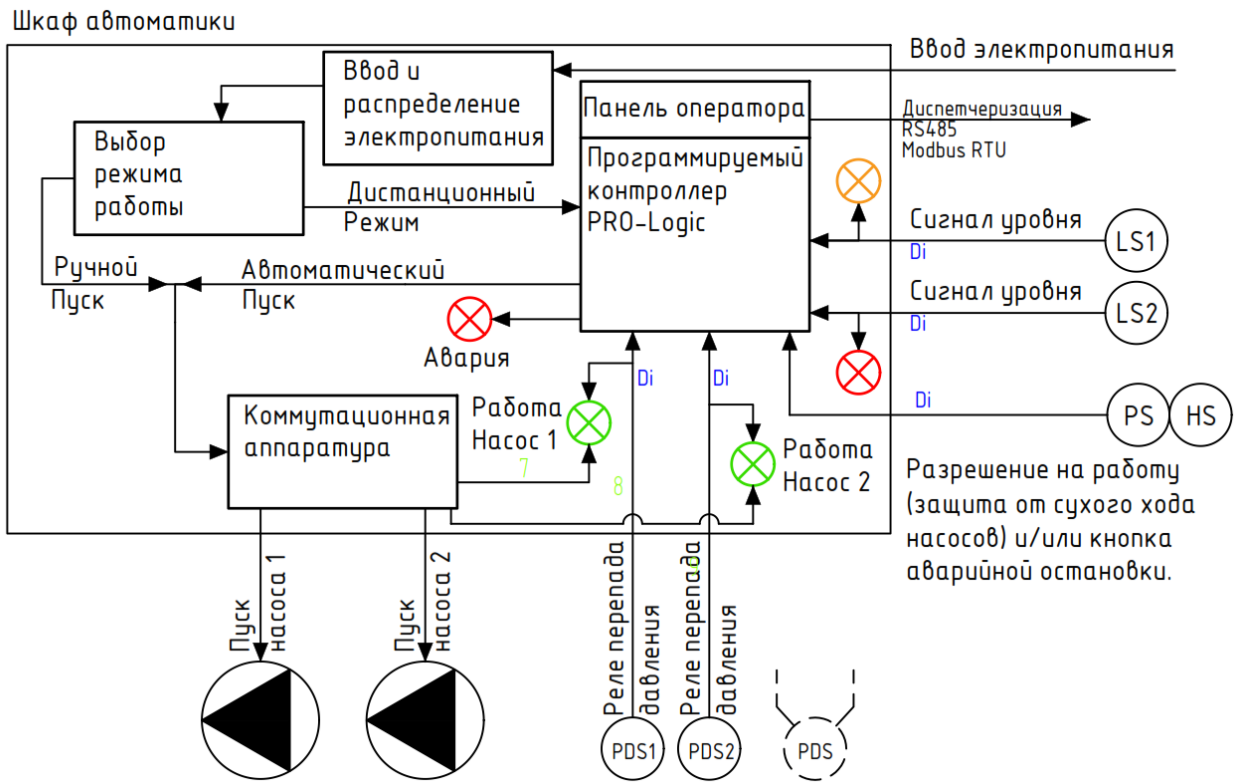 Шкаф автоматики
Ввод электропитания
Ввод и
распределение
электропитания
Панель оператора
Диспетчеризация
RS485
Modbus RTU
Выбор
режима
работы
Программируемый
контроллер
PRO-Logic
Дистанционный
Режим
Сигнал уровня
Di
LS1
Ручной
Пуск
Автоматический
Пуск
Сигнал уровня
Di
LS2
Авария
Di
Di
Di
PS
HS
Коммутационная
аппаратура
Работа
Насос 1
7
8
Работа
Насос 2
Разрешение на работу
(защита от сухого хода
насосов) и/или кнопка
аварийной остановки.
Пуск
насоса 1
Пуск
насоса 2
Реле перепада
давления
Реле перепада
давления
PDS1
PDS2
PDS